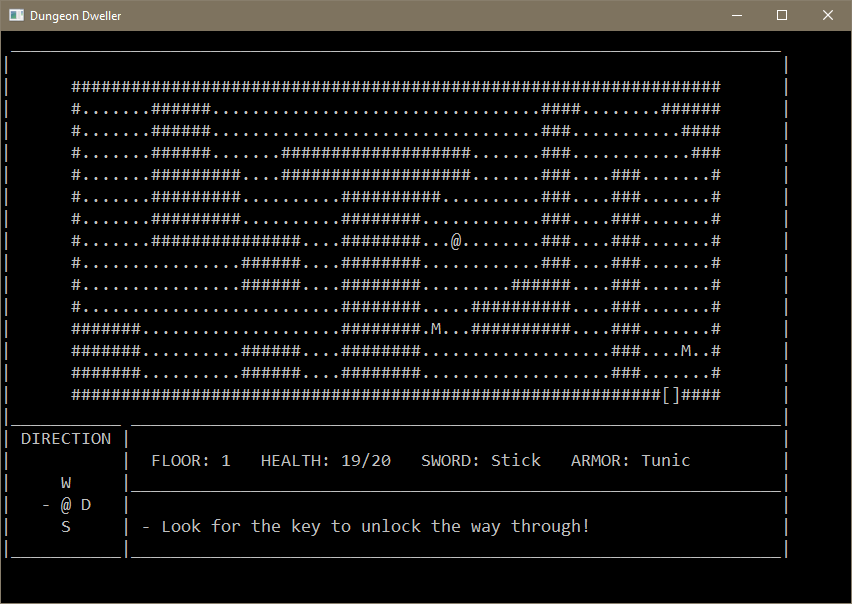 #################################################################
#.......######.................................####........######
#.......######.................................###...........####
#.......######.......###################.......###............###
#.......#########....###################.......###....###.......#
#.......#########..........##########..........###....###.......#
#.......#########..........########............###....###.......#
#.......###############....########...@........###....###.......#
#................######....########............###....###.......#
#................######....########.........######....###.......#
#..........................########.....##########....###.......#
#######....................########.M...##########....###.......#
#######..........######....########...................###....M..#
#######..........######....########...................###.......#
###########################################################[]####
Dungeon Dweller
DIRECTION
FLOOR: 1 HEALTH: 19/20 SWORD: Stick ARMOR: Tunic
W
- @ D
S
- Look for the key to unlock the way through!